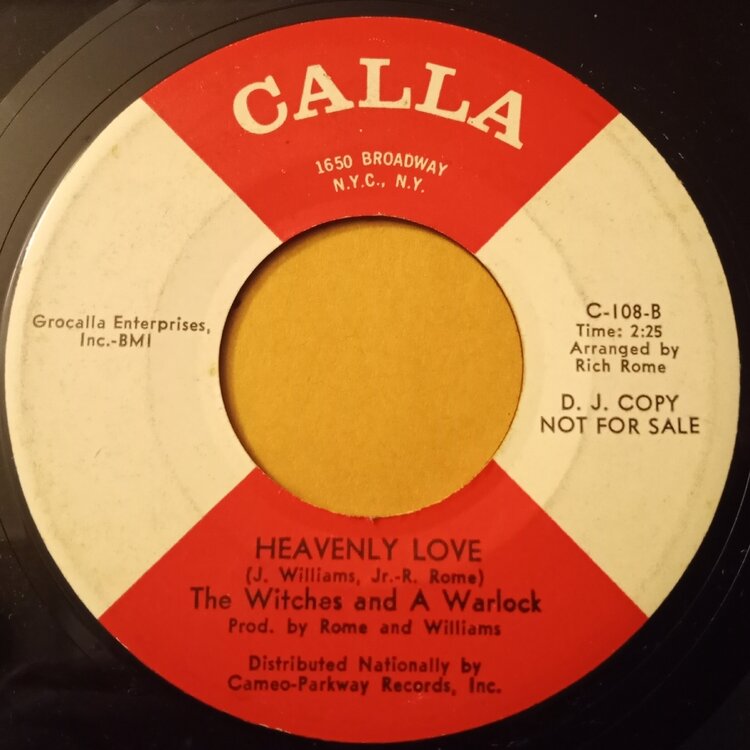 CALLA
1650 BROADWAY
N.Y.C., N.Y.
Grocalla Enterprises,
Inc.-BMI
C-108-B
Time: 2:25
Arranged by
Rich Rome
D. J. COPY
NOT FOR SALE
HEAVENLY LOVE
(J. Williams, Jr.-R. Rome)
The Witches and A Warlock
Prod. by Rome and Williams
Distributed Nationally by
Cameo-Parkway Records, Inc.